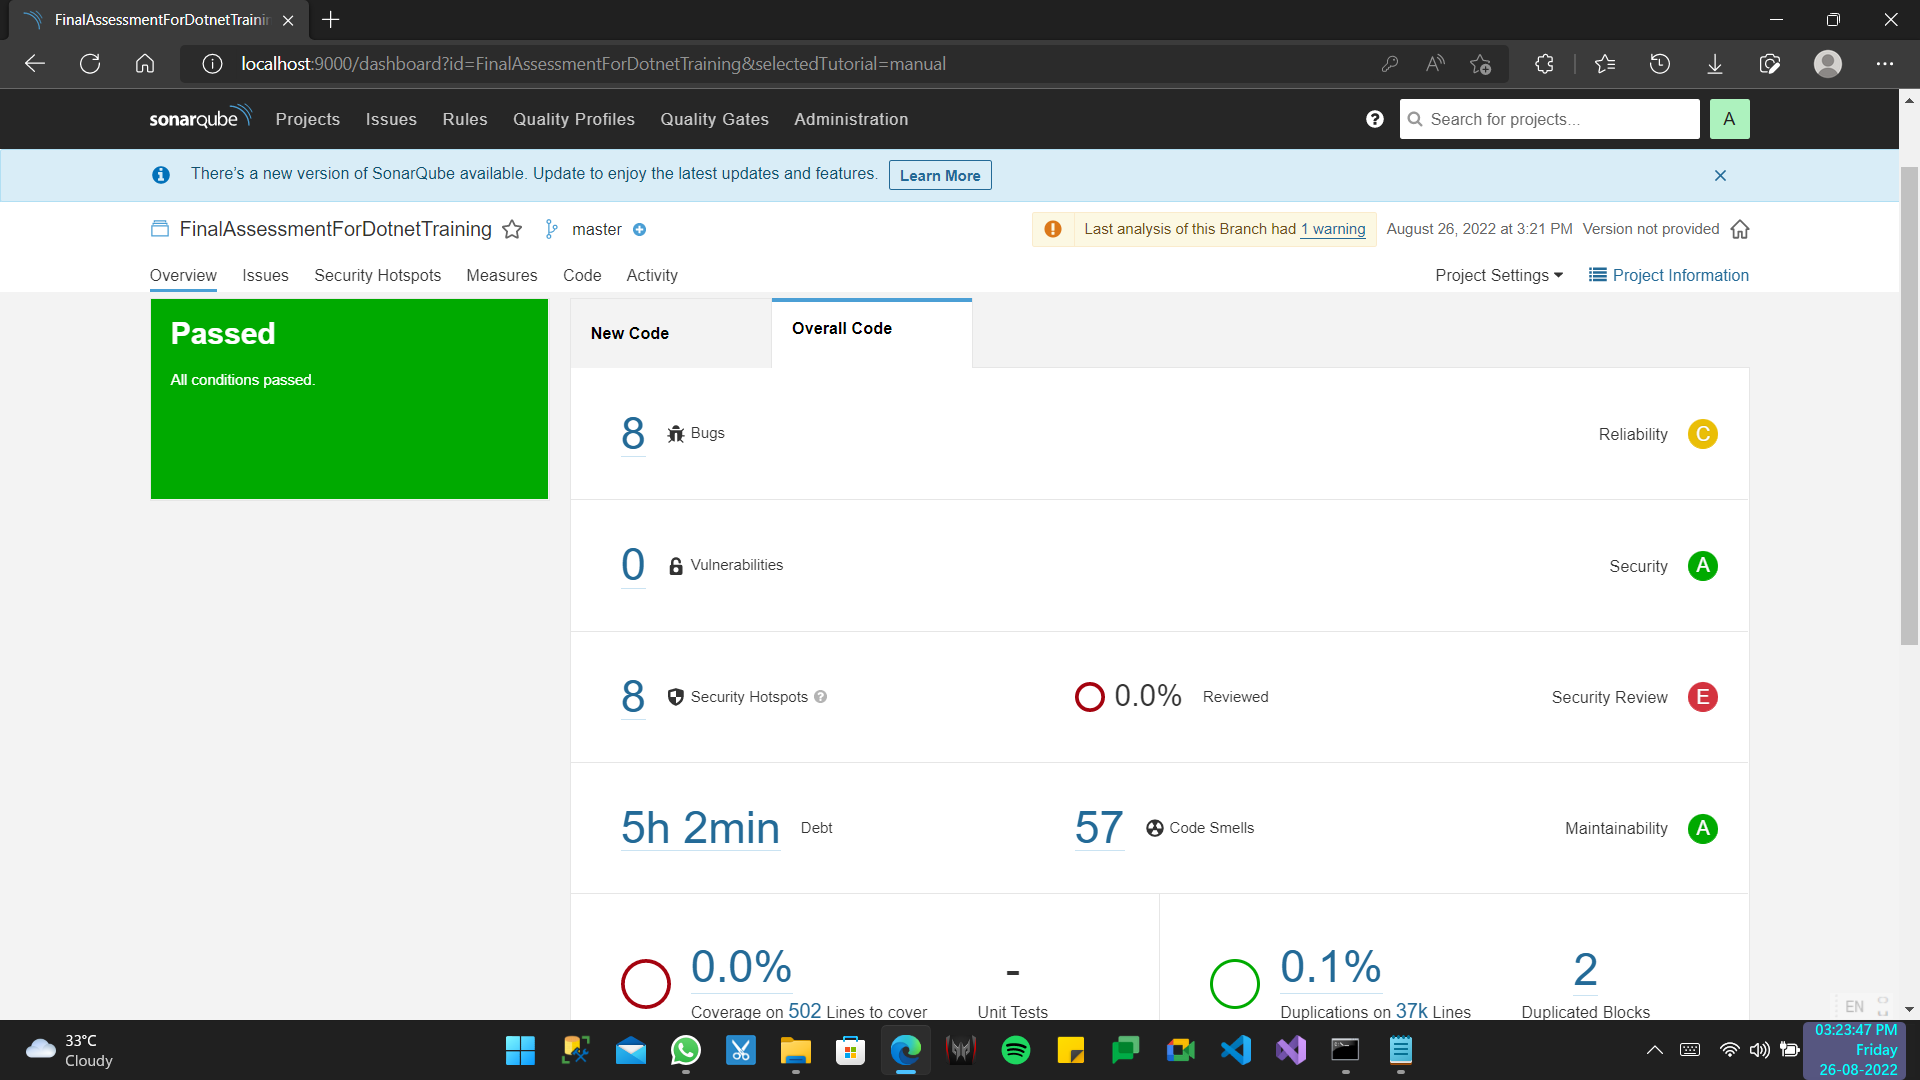 FinalAssessmentForDotnetTrainin
localhost:9000/dashboard?id=FinalAssessmentForDotnetTraining&selectedTutorial=manual
sonarqube Projects Issues Rules Quality Profiles Quality Gates Administration Search for projects... A
There's a new version of SonarQube available. Update to enjoy the latest updates and features. Learn More
FinalAssessmentForDotnetTraining master Last analysis of this Branch had 1 warning August 26, 2022 at 3:21 PM Version not provided
Overview Issues Security Hotspots Measures Code Activity Project Settings Project Information
Passed
All conditions passed.
New Code Overall Code
8 Bugs Reliability C
0 Vulnerabilities Security A
8 Security Hotspots 0.0% Reviewed Security Review E
5h 2min Debt 57 Code Smells Maintainability A
0.0% - 0.1% 2
Coverage on 502 Lines to cover Unit Tests Duplications on 37k Lines Duplicated Blocks
EN
33°C
Cloudy
03:23:47 PM
Friday
26-08-2022